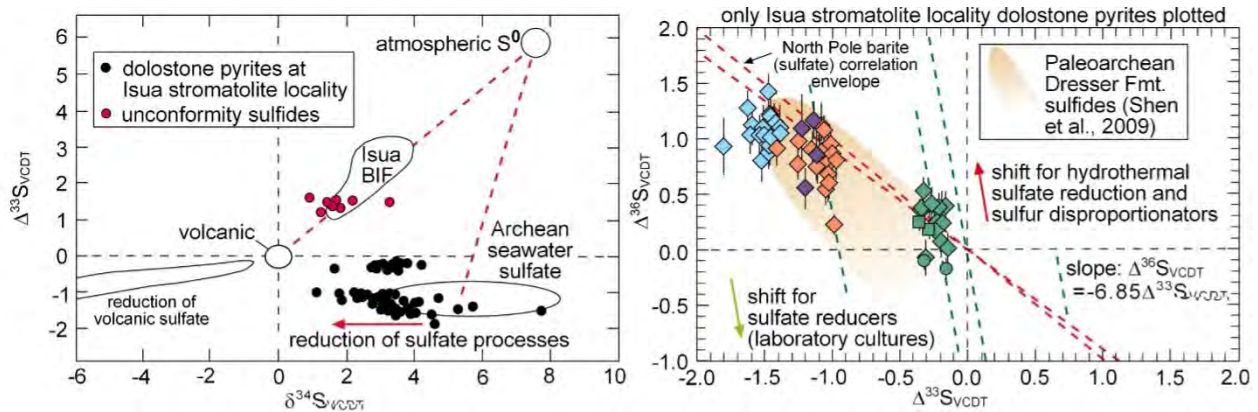 6
5
4
3
2
1
0
-1
-2
Δ33SVCDT
dolostone pyrites at
Isua stromatolite locality
unconformity sulfides
atmospheric S0
Isua
BIF
volcanic
Archean
seawater
sulfate
reduction of
volcanic sulfate
reduction of sulfate processes
-6
-4
-2
0
2
4
6
8
10
δ34SVCDT
only Isua stromatolite locality dolostone pyrites plotted
2.0
1.5
1.0
0.5
0.0
-0.5
-1.0
Δ36SVCDT
North Pole barite
(sulfate) correlation
envelope
Paleoarchean
Dresser Fmt.
sulfides (Shen
et al., 2009)
shift for hydrothermal
sulfate reduction and
sulfur disproportionators
slope: Δ36SVCDT
=-6.85Δ33SVCDT
shift for
sulfate reducers
(laboratory cultures)
-2.0
-1.5
-1.0
-0.5
0.0
0.5
1.0
1.5
2.0
Δ33SVCDT